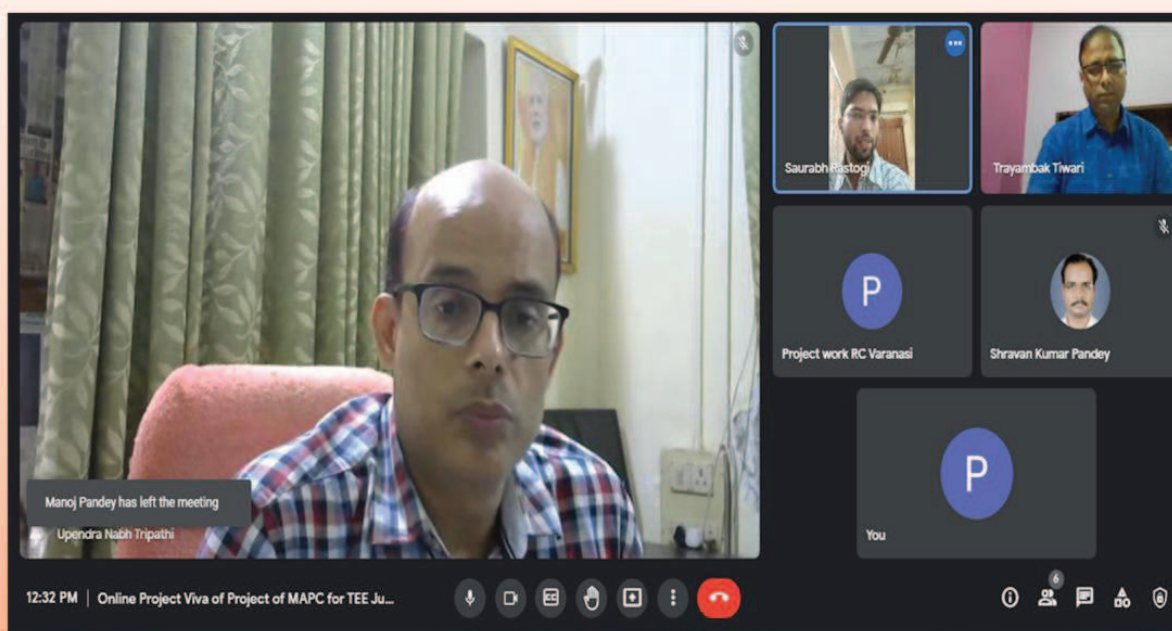 Saurabh Rastogi
Trayambak Tiwari
P
Project work RC Varanasi
Shravan Kumar Pandey
Manoj Pandey has left the meeting
Upendra Nabh Tripathi
P
You
12:32 PM | Online Project Viva of Project of MAPC for TEE Ju...
CC
6